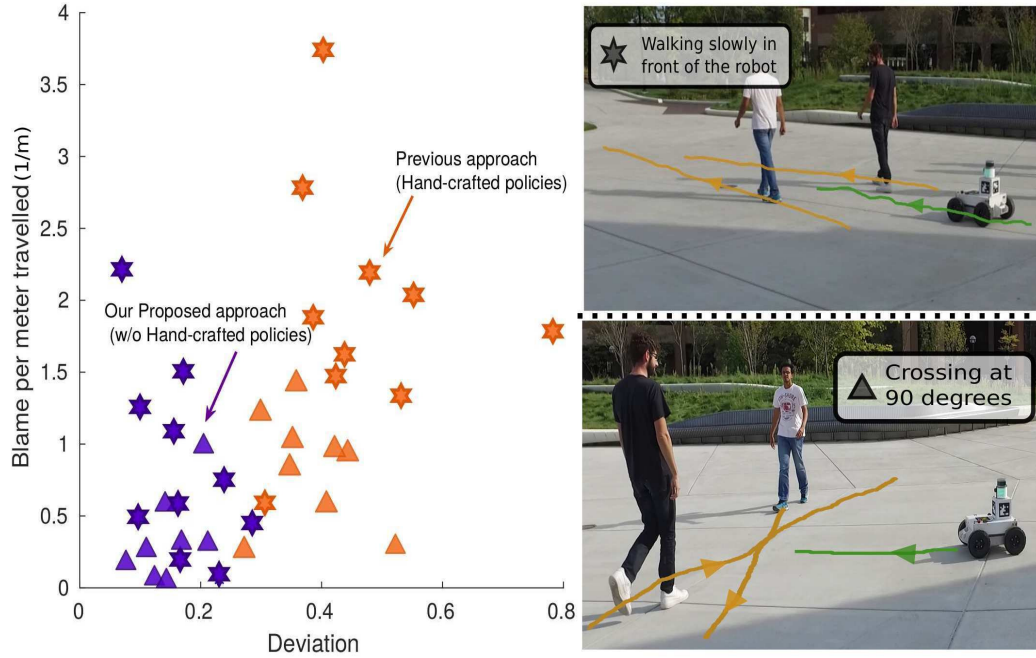 4
3.5
3
2.5
2
1.5
1
0.5
0
0
0.2
0.4
0.6
0.8
Blame per meter travelled (1/m)
Deviation
Previous approach
(Hand-crafted policies)
Our Proposed approach
(w/o Hand-crafted policies)
Walking slowly in
front of the robot
Crossing at
90 degrees